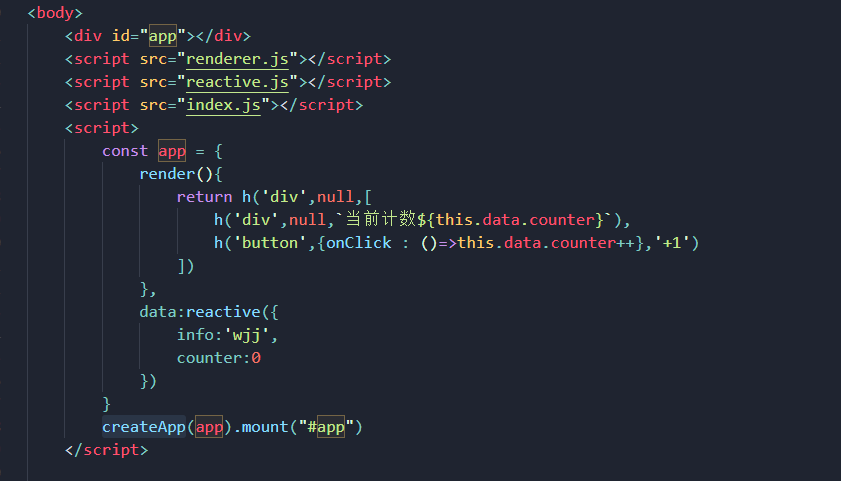 <body>
<div id="app"></div>
<script src="renderer.js"></script>
<script src="reactive.js"></script>
<script src="index.js"></script>
<script>
const app = {
render(){
return h('div',null,[
h('div',null,`当前计数${this.data.counter}`),
h('button',{onClick : ()=>this.data.counter++},'+1')
])
},
data:reactive({
info:'wjj',
counter:0
})
}
createApp(app).mount("#app")
</script>